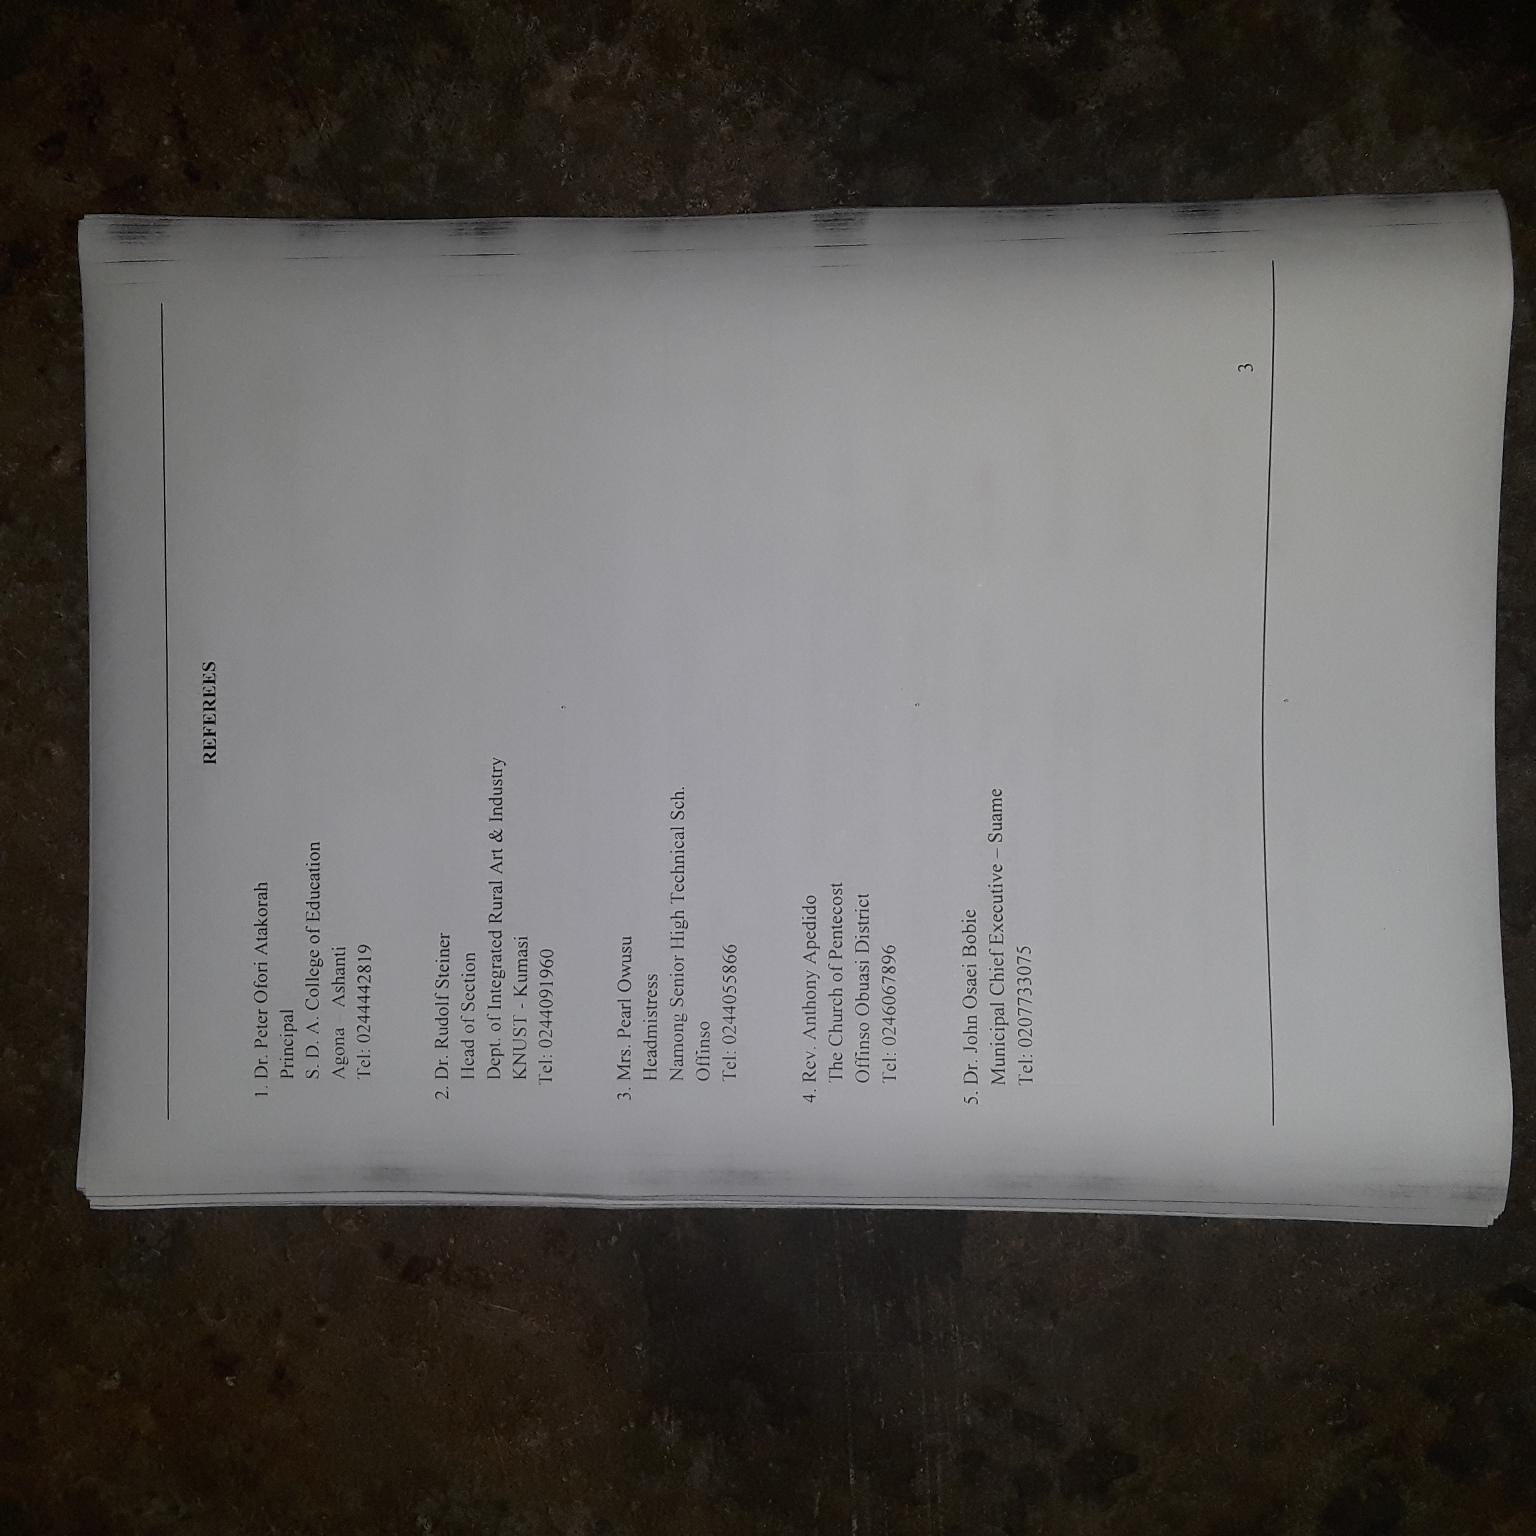 REFEREES
1. Dr. Peter Ofori Atakorah
Principal
S. D. A. College of Education
Agona – Ashanti
Tel: 0244442819
2. Dr. Rudolf Steiner
Head of Section
Dept. of Integrated Rural Art & Industry
KNUST - Kumasi
Tel: 0244091960
3. Mrs. Pearl Owusu
Headmistress
Namong Senior High Technical Sch.
Offinso
Tel: 0244055866
4. Rev. Anthony Apedido
The Church of Pentecost
Offinso Obuasi District
Tel: 0246067896
5. Dr. John Osaei Bobie
Municipal Chief Executive – Suame
Tel: 0207733075
3